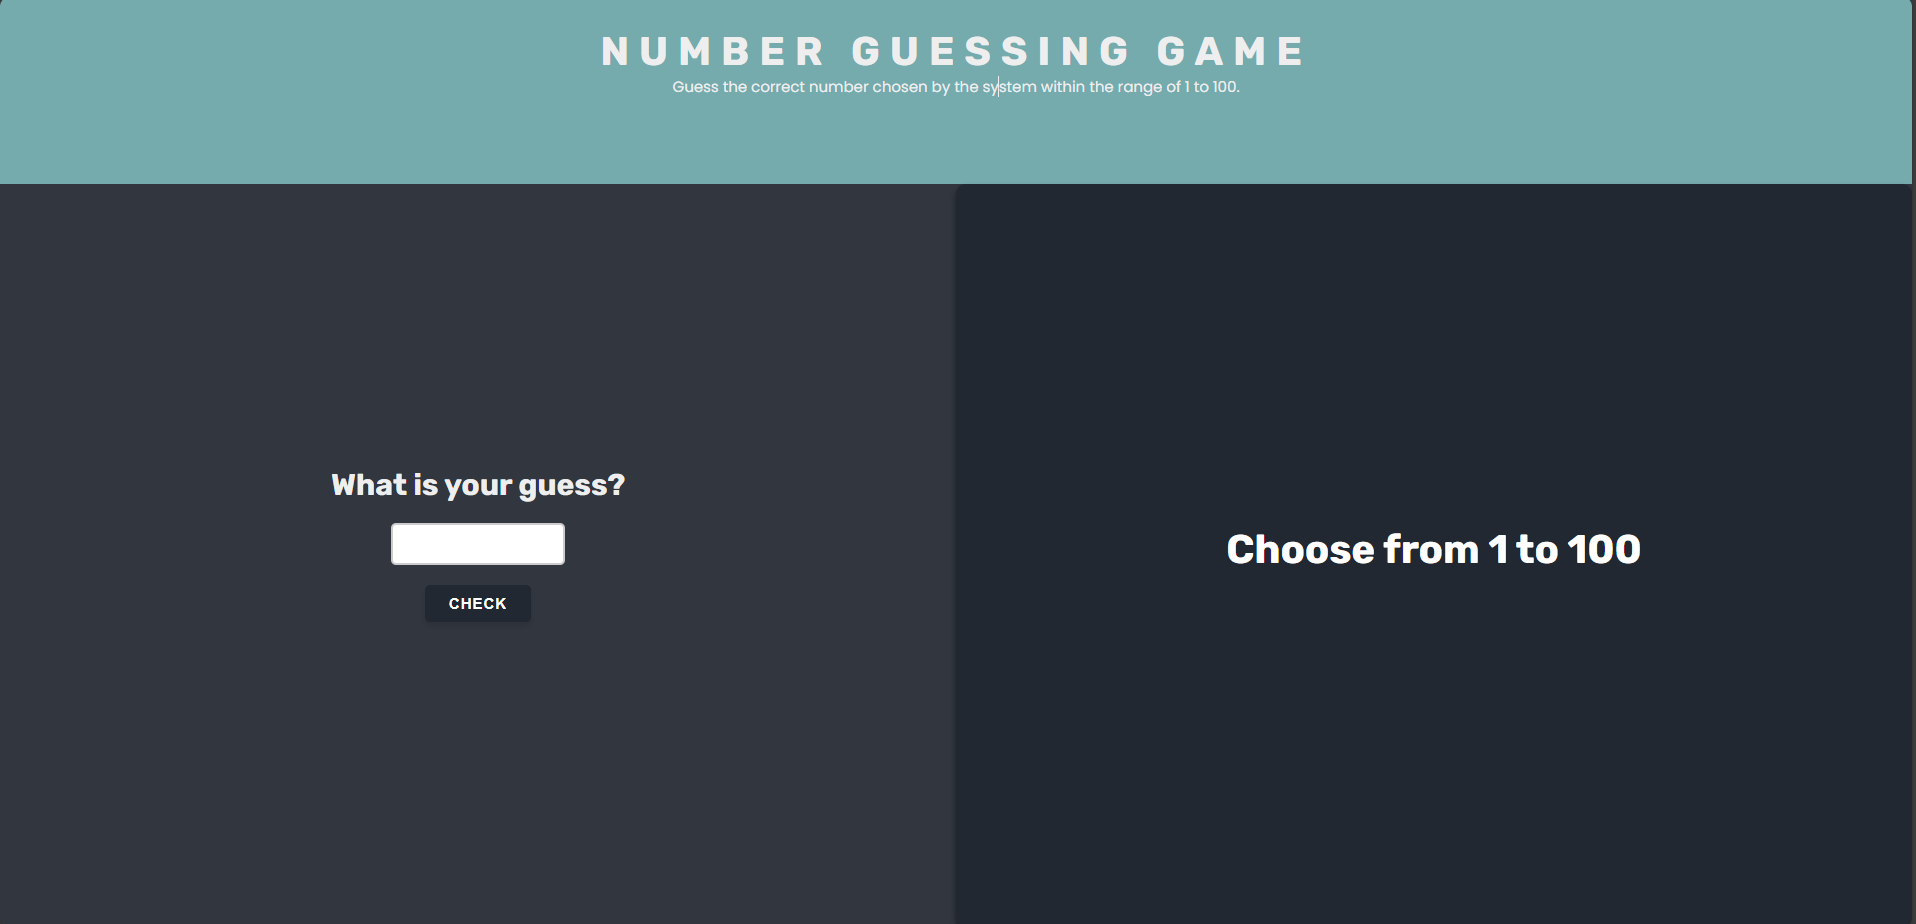 NUMBER GUESSING GAME
Guess the correct number chosen by the system within the range of 1 to 100.
What is your guess?
CHECK
Choose from 1 to 100